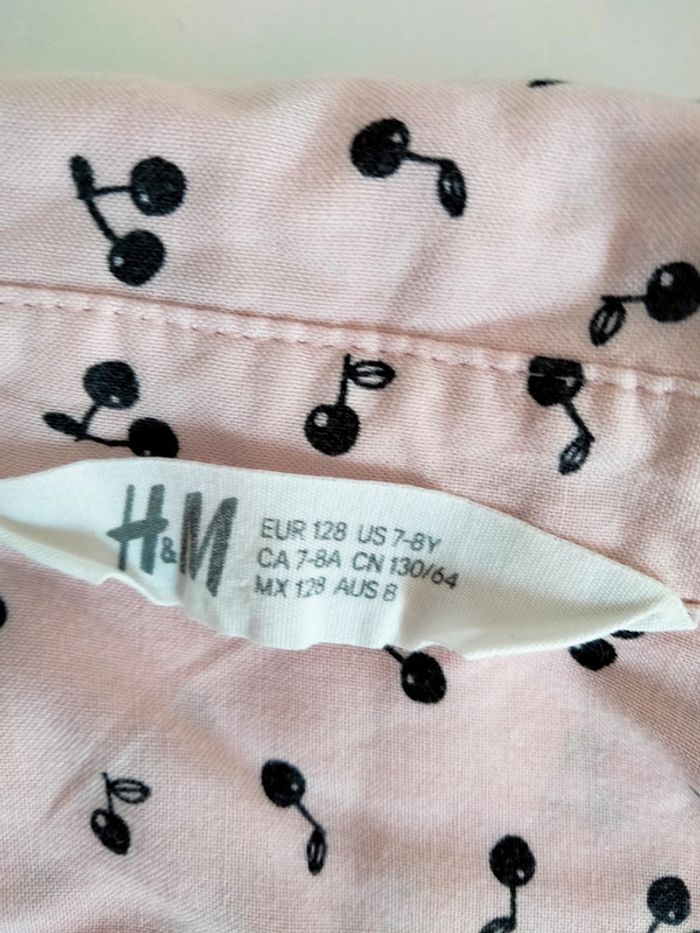 H&M
EUR 128 US 7-8Y
CA 7-8A CN 130/64
MX 128 AUS 8